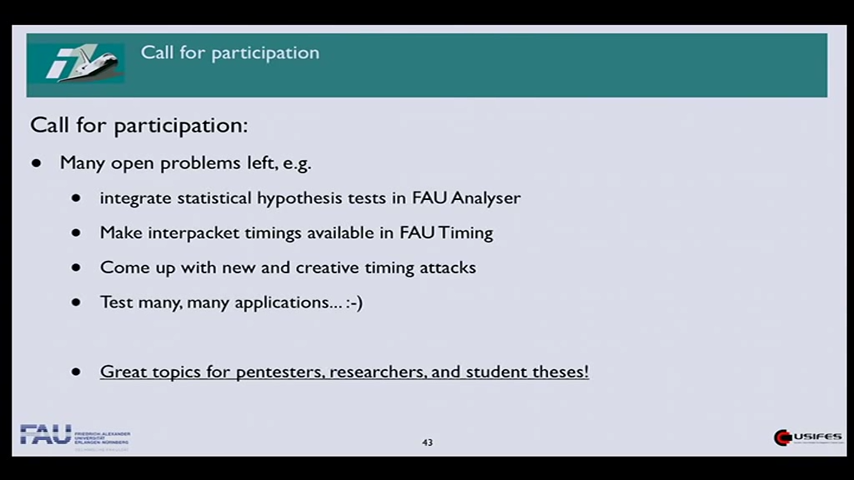 Call for participation
Call for participation:
Many open problems left, e.g.
integrate statistical hypothesis tests in FAU Analyser
Make interpacket timings available in FAU Timing
Come up with new and creative timing attacks
Test many, many applications... :-)
Great topics for pentesters, researchers, and student theses!
FAU
FRIEDRICH-ALEXANDER
UNIVERSITÄT
ERLANGEN-NÜRNBERG
43
USIFES